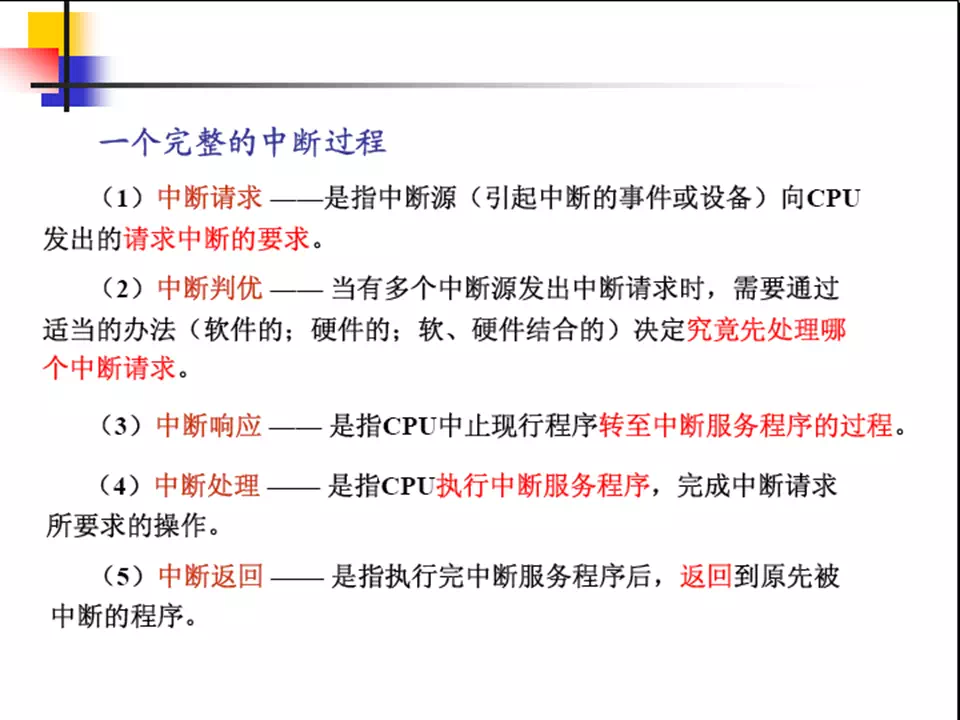 一个完整的中断过程
（1）中断请求 ——是指中断源（引起中断的事件或设备）向CPU
发出的请求中断的要求。
（2）中断判优 —— 当有多个中断源发出中断请求时，需要通过
适当的办法（软件的；硬件的；软、硬件结合的）决定究竟先处理哪
个中断请求。
（3）中断响应 —— 是指CPU中止现行程序转至中断服务程序的过程。
（4）中断处理 —— 是指CPU执行中断服务程序，完成中断请求
所要求的操作。
（5）中断返回 —— 是指执行完中断服务程序后，返回到原先被
中断的程序。